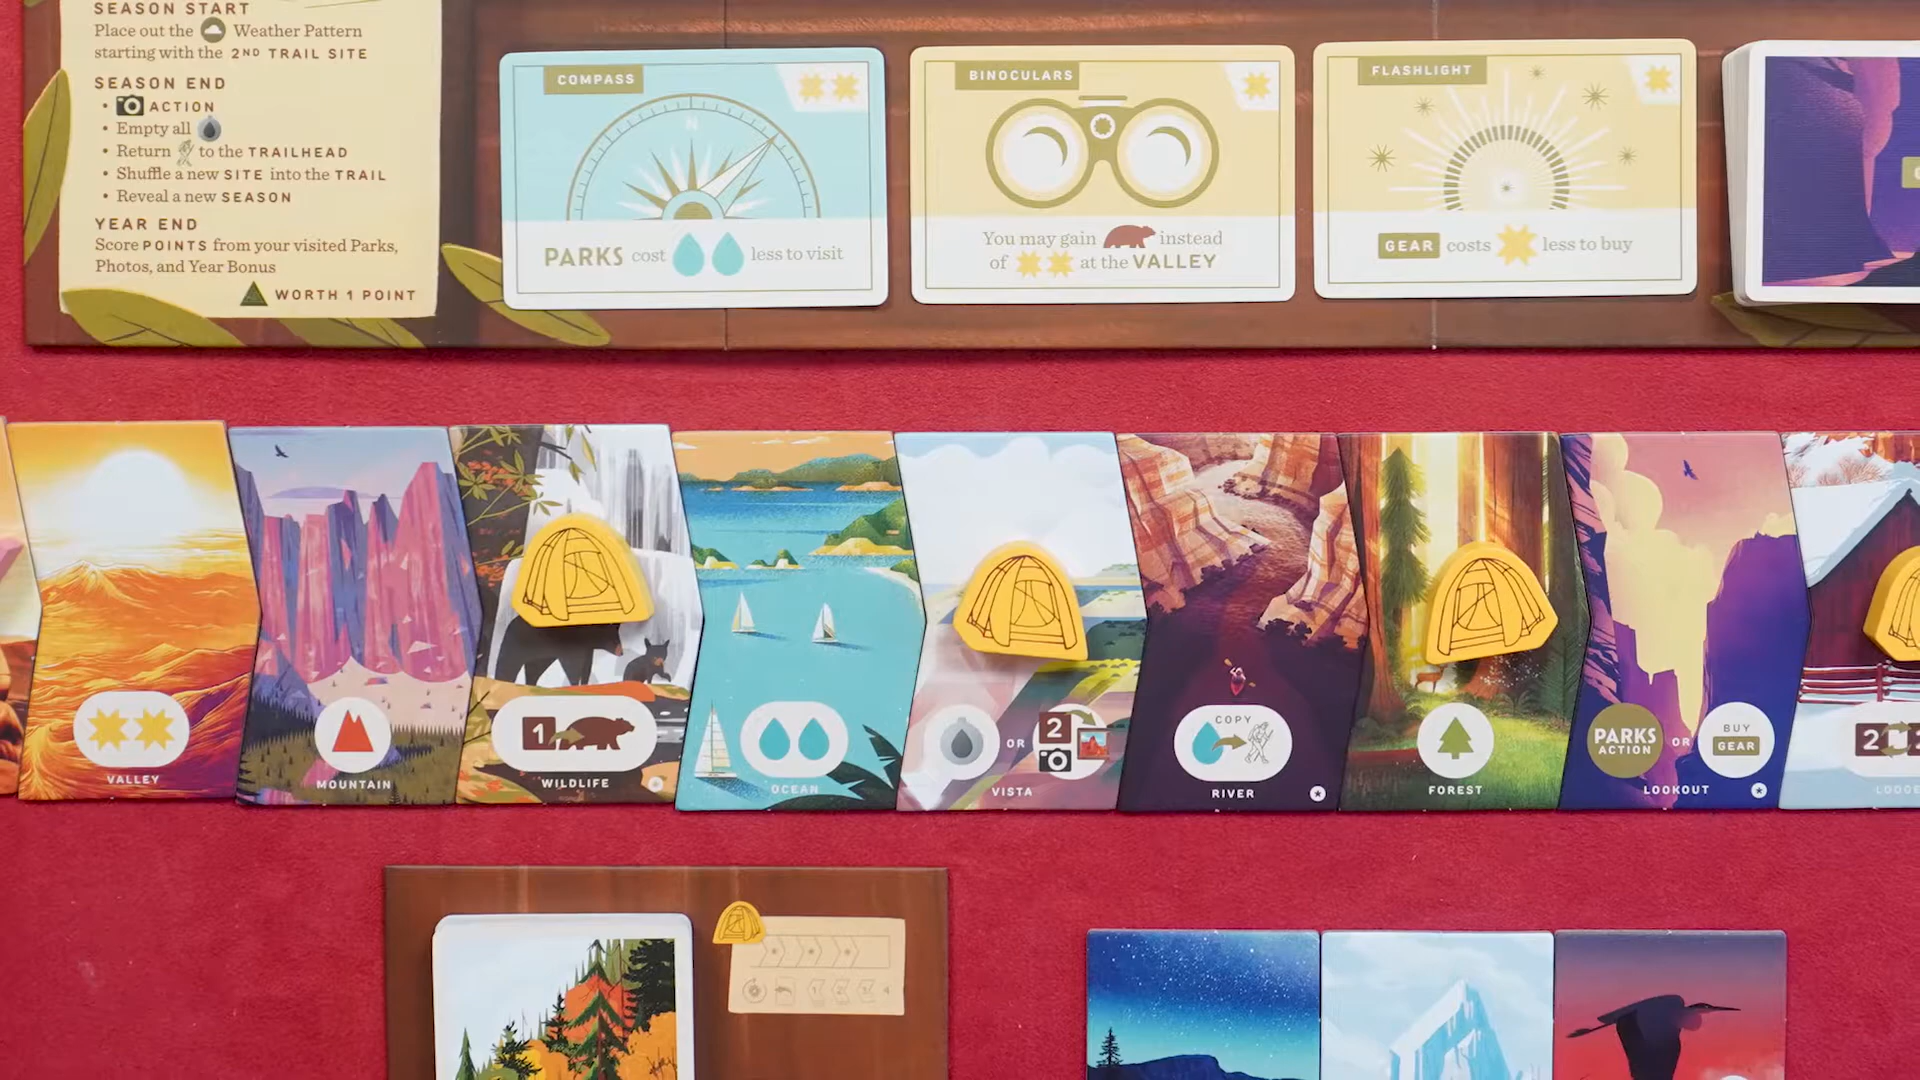 SEASON START
Place out the Weather Pattern
starting with the 2ND TRAIL SITE
SEASON END
• ACTION
• Empty all
• Return to the TRAILHEAD
• Shuffle a new SITE into the TRAIL
• Reveal a new SEASON
YEAR END
Score POINTS from your visited Parks,
Photos, and Year Bonus
WORTH 1 POINT
COMPASS
N
PARKS cost less to visit
BINOCULARS
You may gain instead
of at the VALLEY
FLASHLIGHT
GEAR costs less to buy
VALLEY
MOUNTAIN
1
WILDLIFE
OCEAN
OR
2
VISTA
COPY
RIVER
FOREST
PARKS
ACTION
OR
BUY
GEAR
LOOKOUT
2